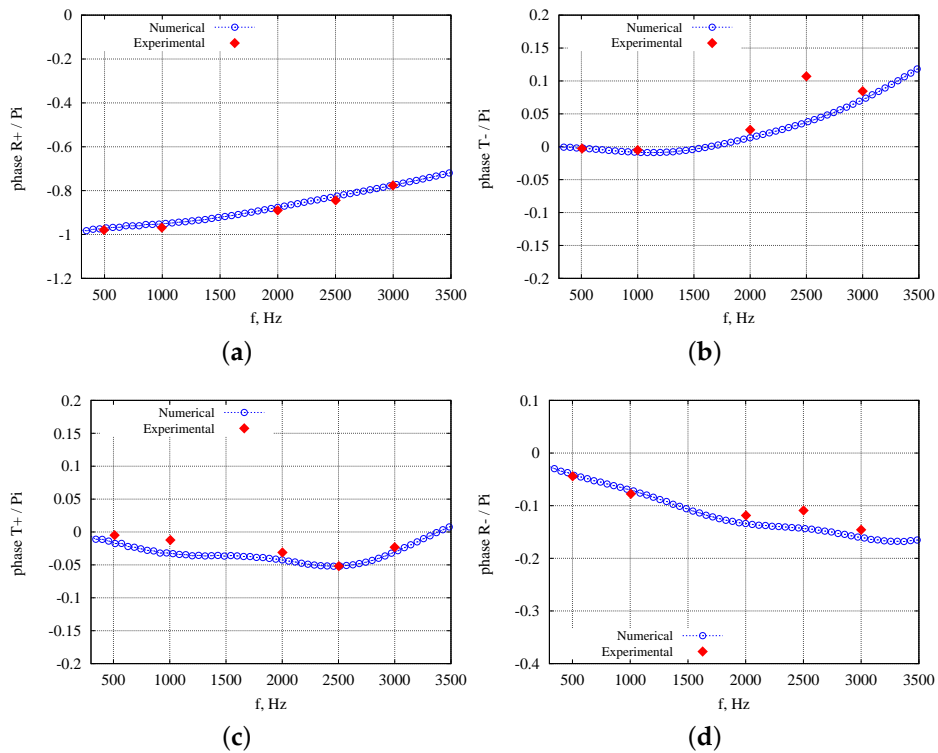 Numerical
Experimental
0
-0.2
-0.4
-0.6
-0.8
-1
-1.2
phase R+ / Pi
500 1000 1500 2000 2500 3000 3500
f, Hz
(a)
Numerical
Experimental
0.2
0.15
0.1
0.05
0
-0.05
-0.1
-0.15
-0.2
phase T- / Pi
500 1000 1500 2000 2500 3000 3500
f, Hz
(b)
Numerical
Experimental
0.2
0.15
0.1
0.05
0
-0.05
-0.1
-0.15
-0.2
phase T+ / Pi
500 1000 1500 2000 2500 3000 3500
f, Hz
(c)
0.1
0
-0.1
-0.2
-0.3
-0.4
phase R- / Pi
Numerical
Experimental
500 1000 1500 2000 2500 3000 3500
f, Hz
(d)